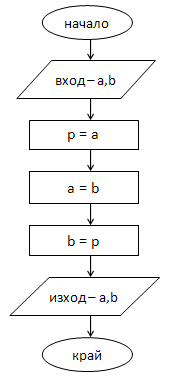 начало
вход – a,b
p = a
a = b
b = p
изход – a,b
край